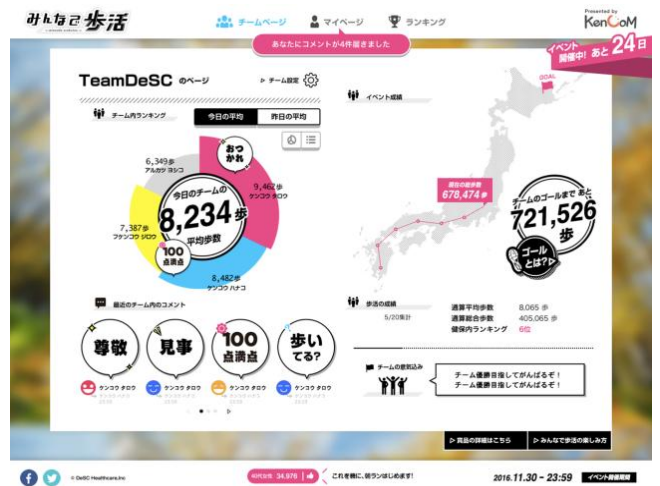 みんなで歩活
チームページ
マイページ
ランキング
Presented by
KenCoM
あなたにコメントが4件届きました
イベント
開催中! あと24日
TeamDeSC のページ
チーム設定
チーム内ランキング
今日の平均
昨日の平均
おつ
かれ
6,349歩
アルカツ ヨシコ
9,462歩
ケンコウ タロウ
今日のチームの
8,234歩
平均歩数
7,387歩
フケンコウ ジロウ
100
点満点
8,482歩
ケンコウ ハナコ
イベント成績
GOAL
現在の総歩数
678,474歩
チームのゴールまで あと
721,526
歩
ゴール
とは?
最近のチーム内のコメント
尊敬
見事
100
点満点
歩い
てる?
ケンコウ タロウ
ケンコウ タロウ
ケンコウ タロウ
ケンコウ タロウ
歩活の成績
5/20集計
通算平均歩数 8,065 歩
通算総合歩数 405,065 歩
健保内ランキング 6位
チームの意気込み
チーム優勝目指してがんばるぞ!
チーム優勝目指してがんばるぞ!
賞品の詳細はこちら
みんなで歩活の楽しみ方
© DeSC Healthcare,Inc
40代女性 34,976
これを機に、朝ランはじめます!
2016.11.30 - 23:59
イベント開催期間